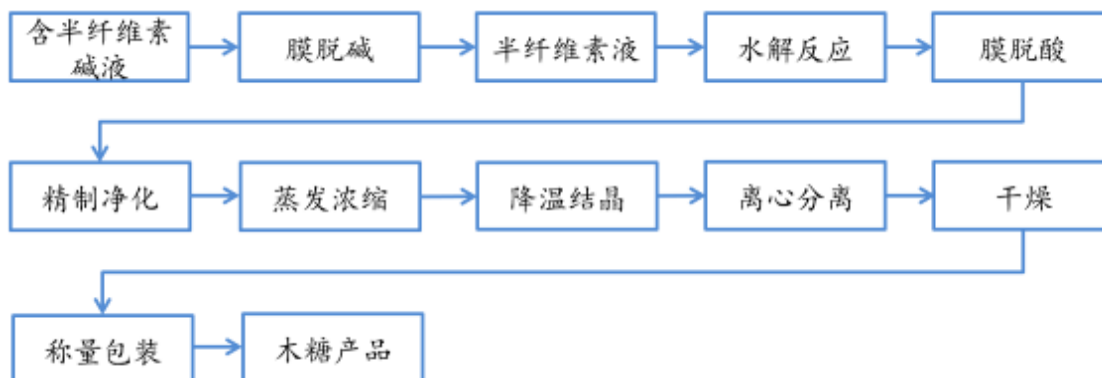 含半纤维素
碱液
膜脱碱
半纤维素液
水解反应
膜脱酸
精制净化
蒸发浓缩
降温结晶
离心分离
干燥
称量包装
木糖产品